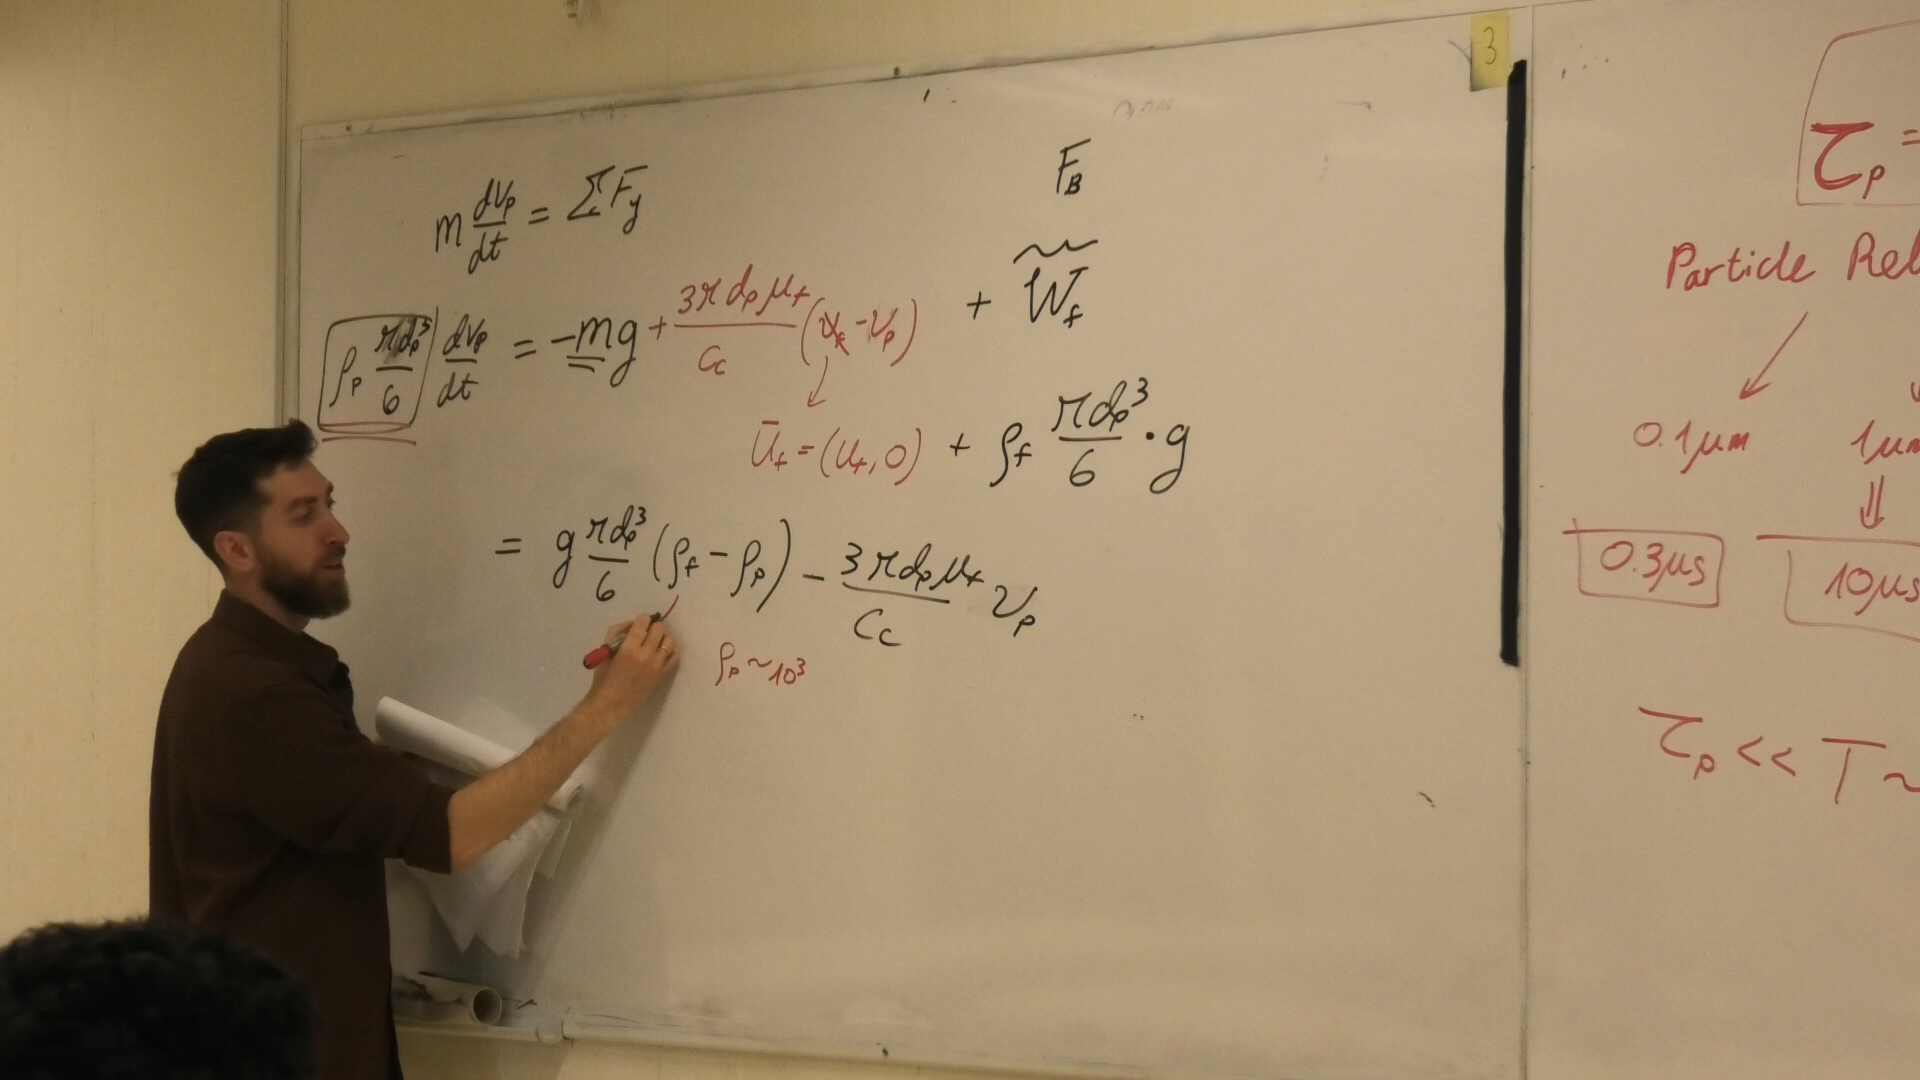 3
m dv_p/dt = ΣF_y
F_B
ρ_p πd_p³/6 dv_p/dt = -mg + 3πd_pμ_f/C_c (v_f - v_p) + W_f
Ū_f = (u_f, 0) + ρ_f πd_p³/6 · g
= g πd_p³/6 (ρ_f - ρ_p) - 3πd_pμ_f/C_c v_p
ρ_p ~ 10³
τ_p =
Particle Rel
0.1μm 1μm
0.3μs 10μs
τ_p << T ~